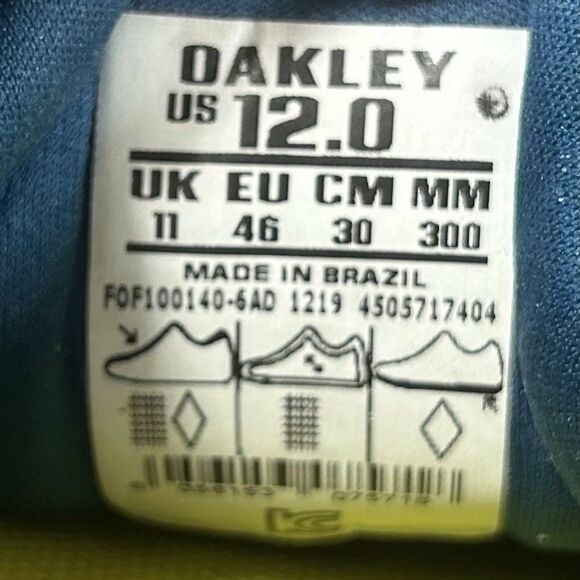 OAKLEY
US 12.0
UK EU CM MM
11 46 30 300
MADE IN BRAZIL
FOF100140-6AD 1219 4505717404